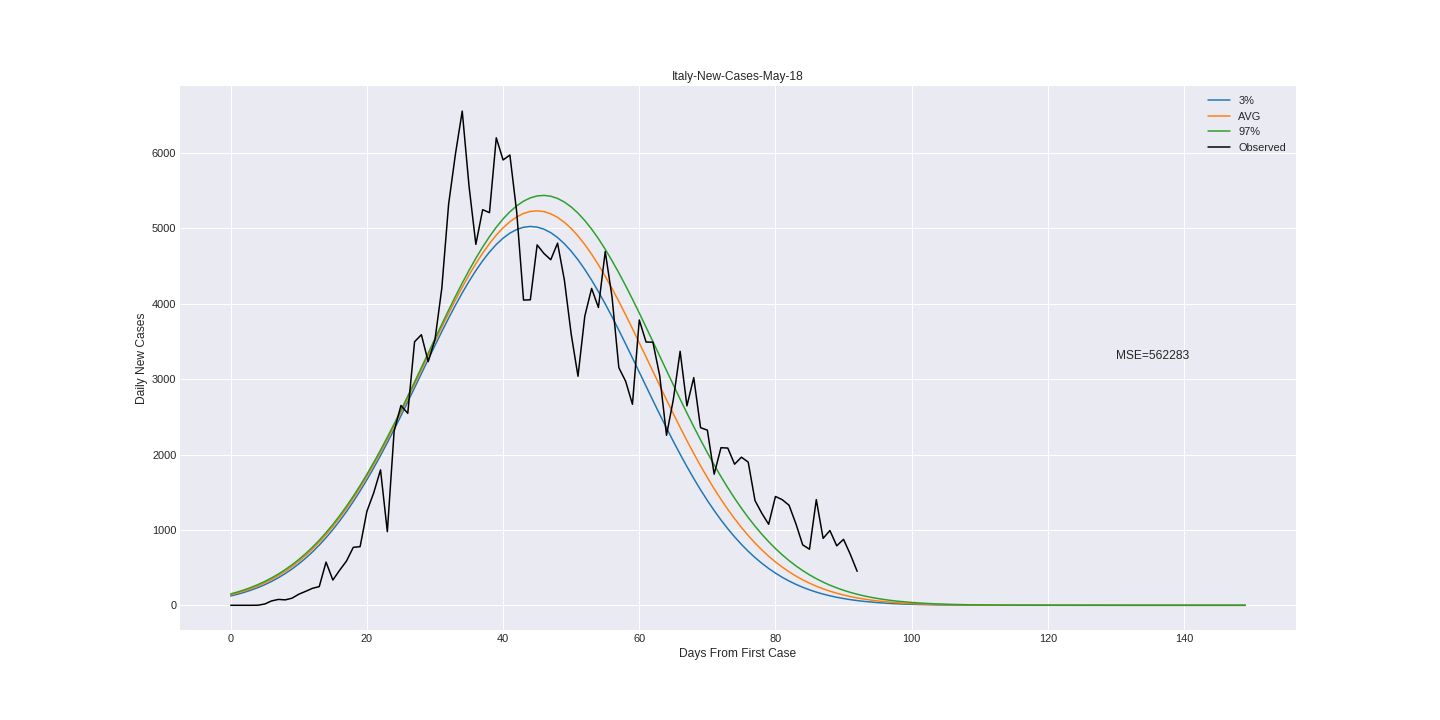 Italy-New-Cases-May-18
3%
AVG
97%
Observed
6000
5000
4000
3000
2000
1000
0
Daily New Cases
MSE=562283
0 20 40 60 80 100 120 140
Days From First Case